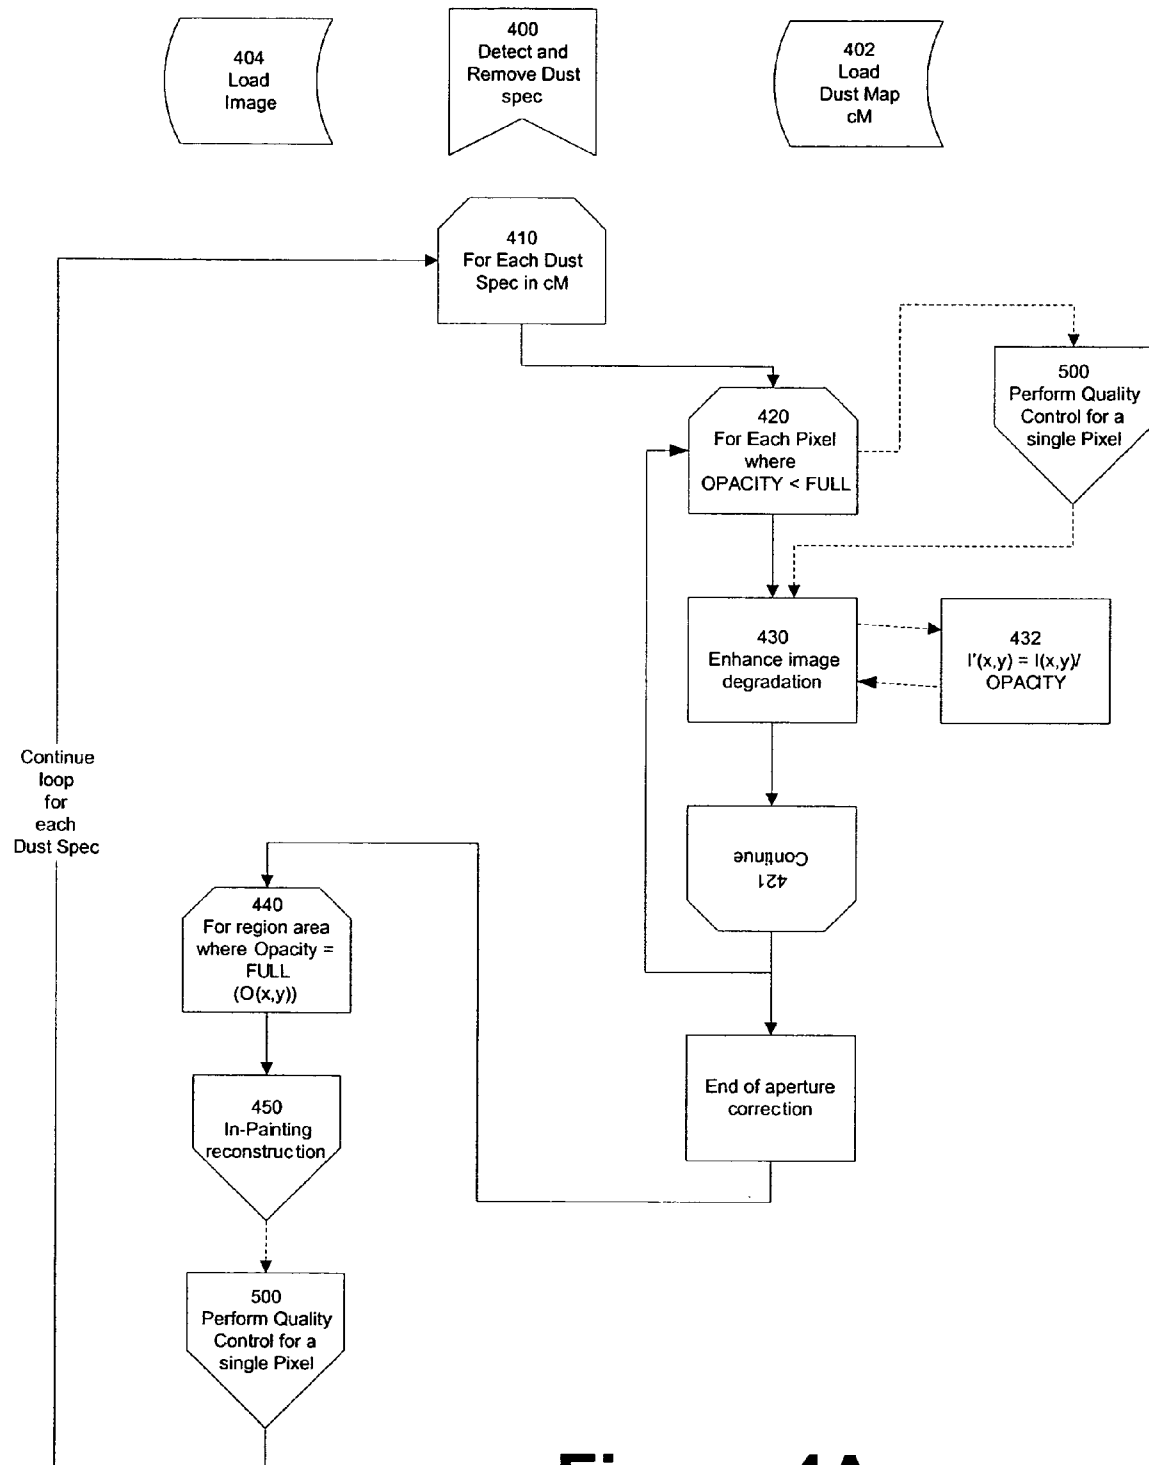 404
Load
Image
400
Detect and
Remove Dust
spec
402
Load
Dust Map
cM
410
For Each Dust
Spec in cM
500
Perform Quality
Control for a
single Pixel
420
For Each Pixel
where
OPACITY < FULL
430
Enhance image
degradation
432
I'(x,y) = I(x,y)/
OPACITY
Continue
loop
for
each
Dust Spec
421
Continue
440
For region area
where Opacity =
FULL
(O(x,y))
End of aperture
correction
450
In-Painting
reconstruction
500
Perform Quality
Control for a
single Pixel